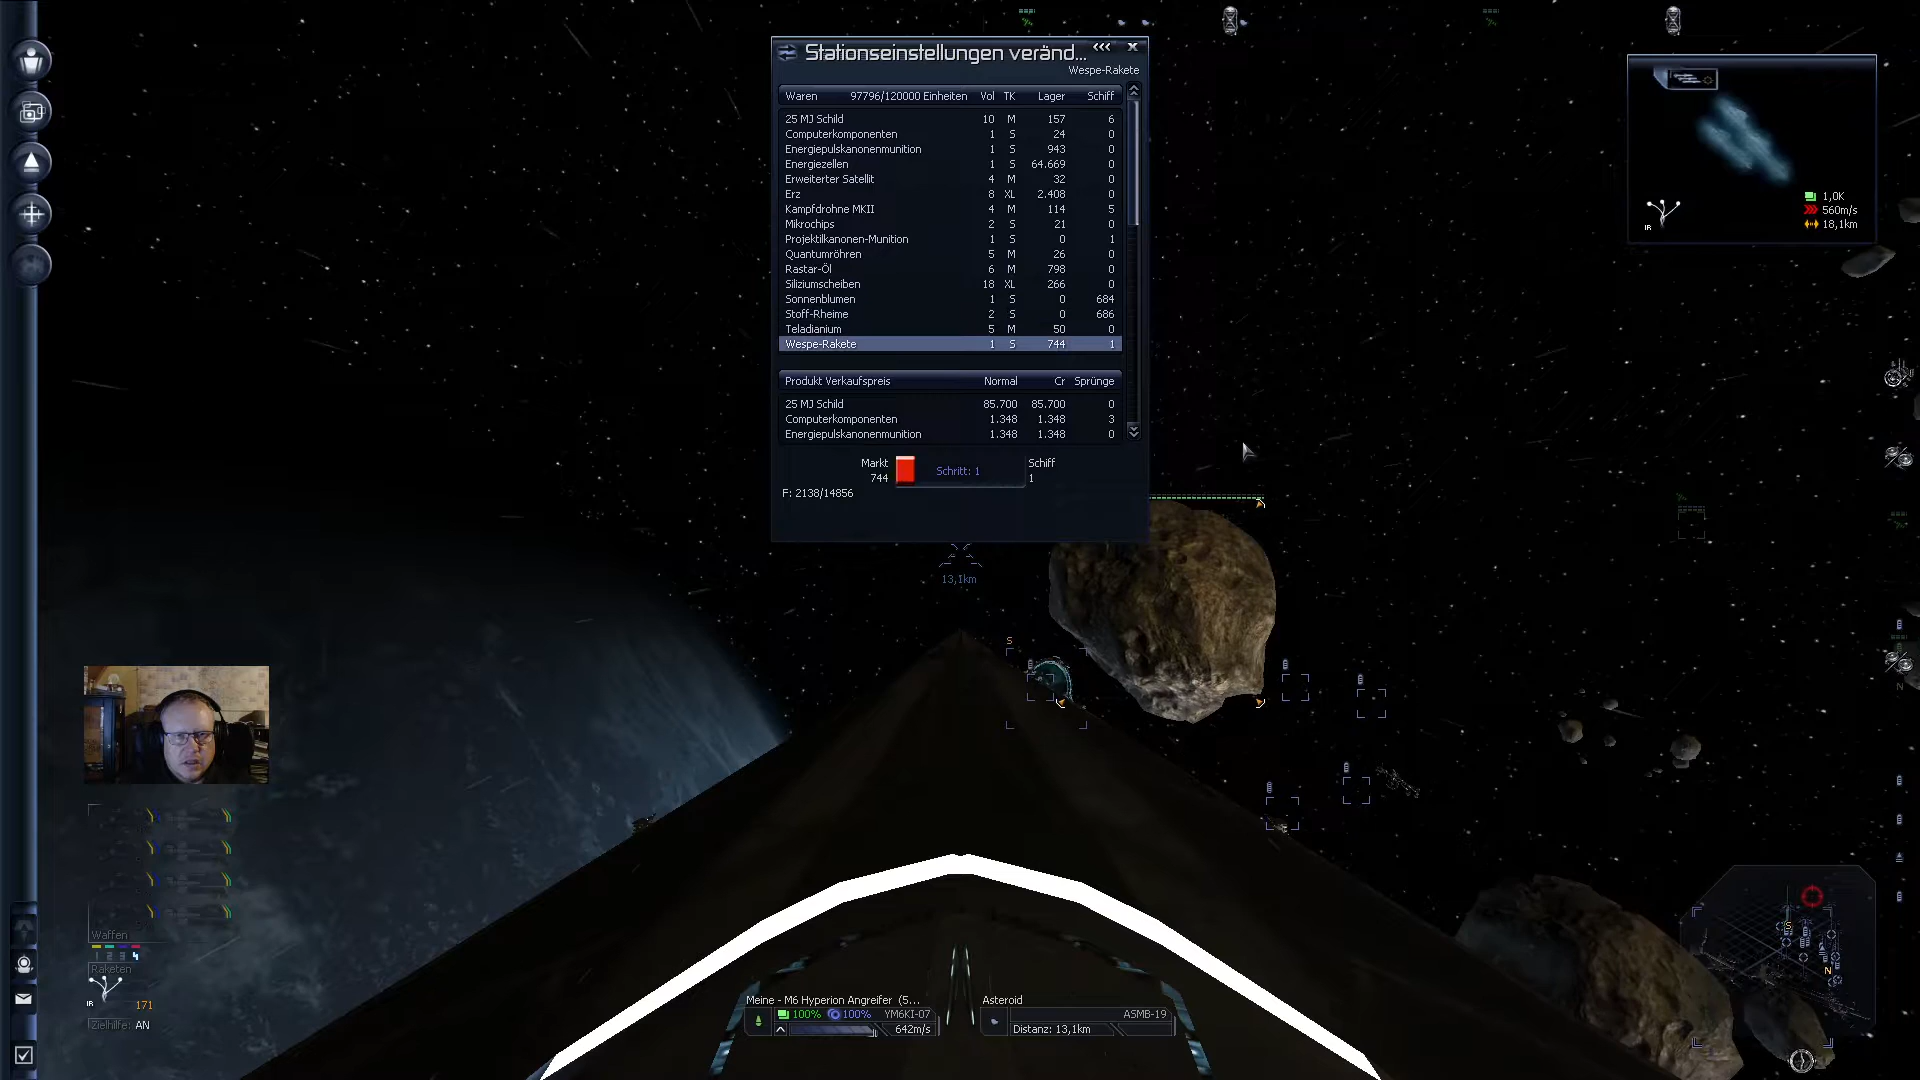 Stationseinstellungen veränd...
Wespe-Rakete
Waren 97796/120000 Einheiten Vol TK Lager Schiff
25 MJ Schild 10 M 157 6
Computerkomponenten 1 S 24 0
Energiepulskanonenmunition 1 S 943 0
Energiezellen 1 S 64.669 0
Erweiterter Satellit 4 M 32 0
Erz 8 XL 2.408 0
Kampfdrohne MKII 4 M 114 5
Mikrochips 2 S 21 0
Projektilkanonen-Munition 1 S 0 1
Quantumröhren 5 M 26 0
Rastar-Öl 6 M 798 0
Siliziumscheiben 18 XL 266 0
Sonnenblumen 1 S 0 684
Stoff-Rheime 2 S 0 686
Teladianium 5 M 50 0
Wespe-Rakete 1 S 744 1
Produkt Verkaufspreis Normal Cr Sprünge
25 MJ Schild 85.700 85.700 0
Computerkomponenten 1.348 1.348 3
Energiepulskanonenmunition 1.348 1.348 0
Markt Schiff
744 Schritt: 1 1
F: 2138/14856
1,0K
560m/s
18,1km
IR
13,1km
S
N
Waffen
1 2 3 4
Raketen
IR 171
Zielhilfe: AN
Meine - M6 Hyperion Angreifer (5...
100% 100% YM6KI-07
642m/s
Asteroid
ASMB-19
Distanz: 13,1km
S
N